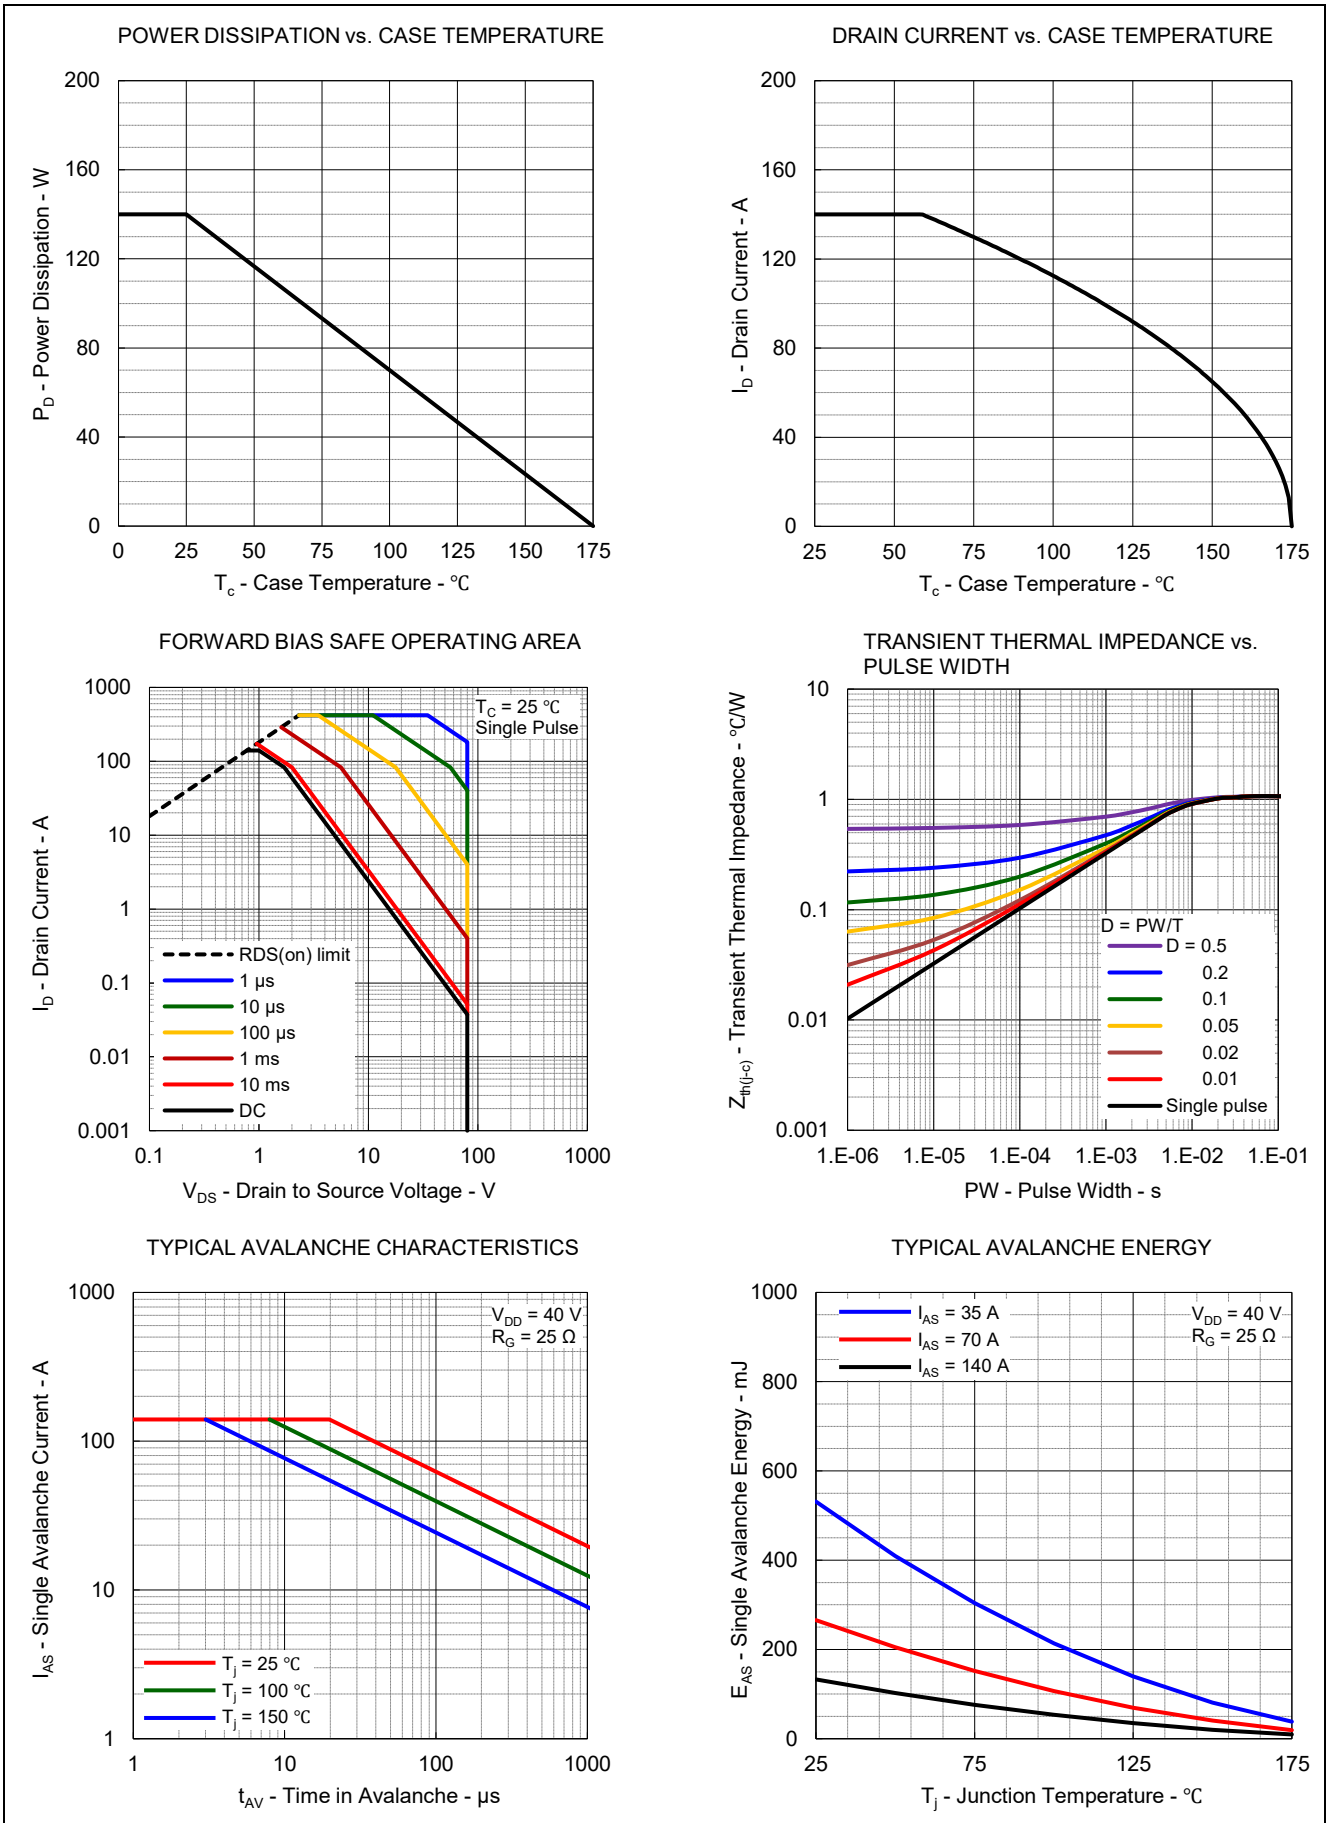 POWER DISSIPATION vs. CASE TEMPERATURE
200
160
120
80
40
0
P_D - Power Dissipation - W
0 25 50 75 100 125 150 175
T_c - Case Temperature - ℃
DRAIN CURRENT vs. CASE TEMPERATURE
200
160
120
80
40
0
I_D - Drain Current - A
25 50 75 100 125 150 175
T_c - Case Temperature - ℃
FORWARD BIAS SAFE OPERATING AREA
1000
100
10
1
0.1
0.01
0.001
I_D - Drain Current - A
T_C = 25 ℃
Single Pulse
RDS(on) limit
1 µs
10 µs
100 µs
1 ms
10 ms
DC
0.1 1 10 100 1000
V_DS - Drain to Source Voltage - V
TRANSIENT THERMAL IMPEDANCE vs.
PULSE WIDTH
10
1
0.1
0.01
0.001
Z_th(j-c) - Transient Thermal Impedance - ℃/W
D = PW/T
D = 0.5
0.2
0.1
0.05
0.02
0.01
Single pulse
1.E-06 1.E-05 1.E-04 1.E-03 1.E-02 1.E-01
PW - Pulse Width - s
TYPICAL AVALANCHE CHARACTERISTICS
1000
100
10
1
I_AS - Single Avalanche Current - A
V_DD = 40 V
R_G = 25 Ω
T_j = 25 ℃
T_j = 100 ℃
T_j = 150 ℃
1 10 100 1000
t_AV - Time in Avalanche - µs
TYPICAL AVALANCHE ENERGY
1000
800
600
400
200
0
E_AS - Single Avalanche Energy - mJ
I_AS = 35 A
I_AS = 70 A
I_AS = 140 A
V_DD = 40 V
R_G = 25 Ω
25 75 125 175
T_j - Junction Temperature - ℃